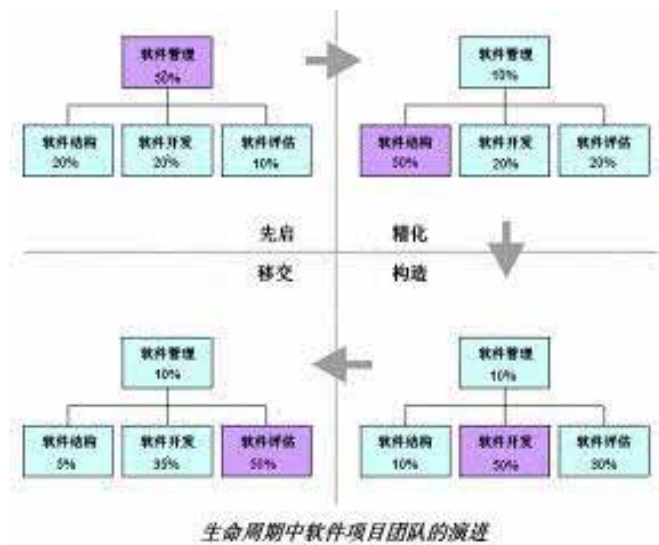 软件管理
50%
软件结构
20%
软件开发
20%
软件评估
10%
先启
软件管理
10%
软件结构
50%
软件开发
20%
软件评估
20%
精化
移交
软件管理
10%
软件结构
5%
软件开发
35%
软件评估
50%
构造
软件管理
10%
软件结构
10%
软件开发
50%
软件评估
30%
生命周期中软件项目团队的演进